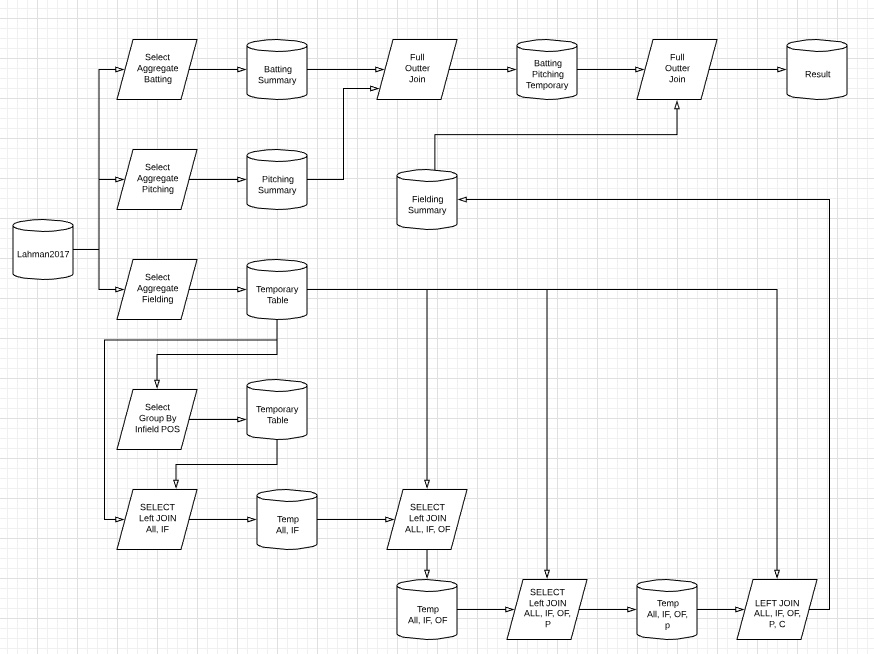 Select
Aggregate
Batting
Batting
Summary
Full
Outter
Join
Batting
Pitching
Temporary
Full
Outter
Join
Result
Select
Aggregate
Pitching
Pitching
Summary
Fielding
Summary
Lahman2017
Select
Aggregate
Fielding
Temporary
Table
Select
Group By
Infield POS
Temporary
Table
SELECT
Left JOIN
All, IF
Temp
All, IF
SELECT
Left JOIN
ALL, IF, OF
Temp
All, IF, OF
SELECT
Left JOIN
ALL, IF, OF,
P
Temp
All, IF, OF,
p
LEFT JOIN
ALL, IF, OF,
P, C